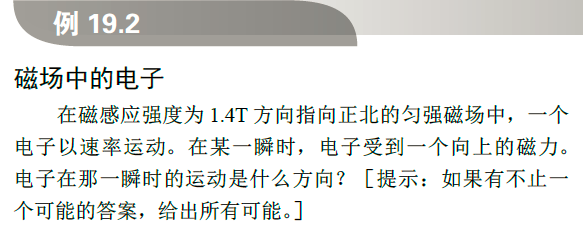 例 19.2
磁场中的电子
在磁感应强度为 1.4T 方向指向正北的匀强磁场中，一个
电子以速率运动。在某一瞬时，电子受到一个向上的磁力。
电子在那一瞬时的运动是什么方向？［提示：如果有不止一
个可能的答案，给出所有可能。］